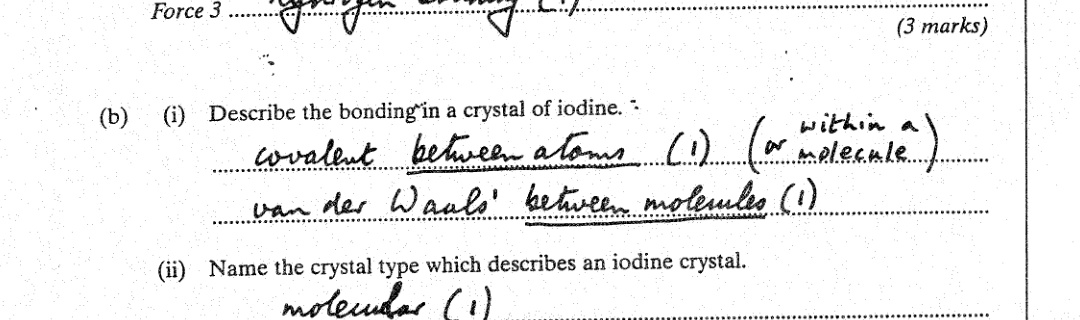 Force 3 hydrogen bonding (1)
(3 marks)
(b) (i) Describe the bonding in a crystal of iodine.
covalent between atoms (1) (or within a molecule)
van der Waals' between molecules (1)
(ii) Name the crystal type which describes an iodine crystal.
molecular (1)